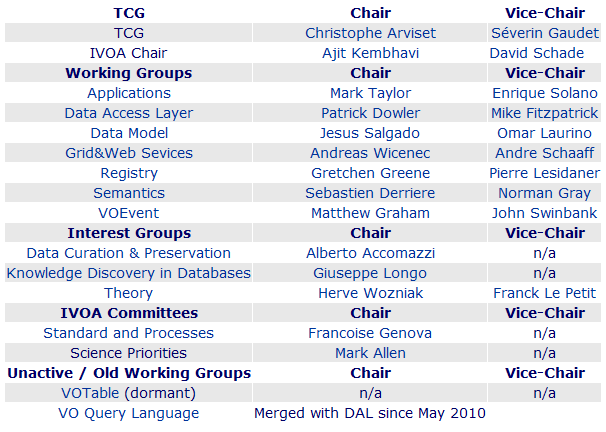 TCG Chair Vice-Chair
TCG Christophe Arviset Séverin Gaudet
IVOA Chair Ajit Kembhavi David Schade
Working Groups Chair Vice-Chair
Applications Mark Taylor Enrique Solano
Data Access Layer Patrick Dowler Mike Fitzpatrick
Data Model Jesus Salgado Omar Laurino
Grid&Web Sevices Andreas Wicenec Andre Schaaff
Registry Gretchen Greene Pierre Lesidaner
Semantics Sebastien Derriere Norman Gray
VOEvent Matthew Graham John Swinbank
Interest Groups Chair Vice-Chair
Data Curation & Preservation Alberto Accomazzi n/a
Knowledge Discovery in Databases Giuseppe Longo n/a
Theory Herve Wozniak Franck Le Petit
IVOA Committees Chair Vice-Chair
Standard and Processes Francoise Genova n/a
Science Priorities Mark Allen n/a
Unactive / Old Working Groups Chair Vice-Chair
VOTable (dormant) n/a n/a
VO Query Language Merged with DAL since May 2010